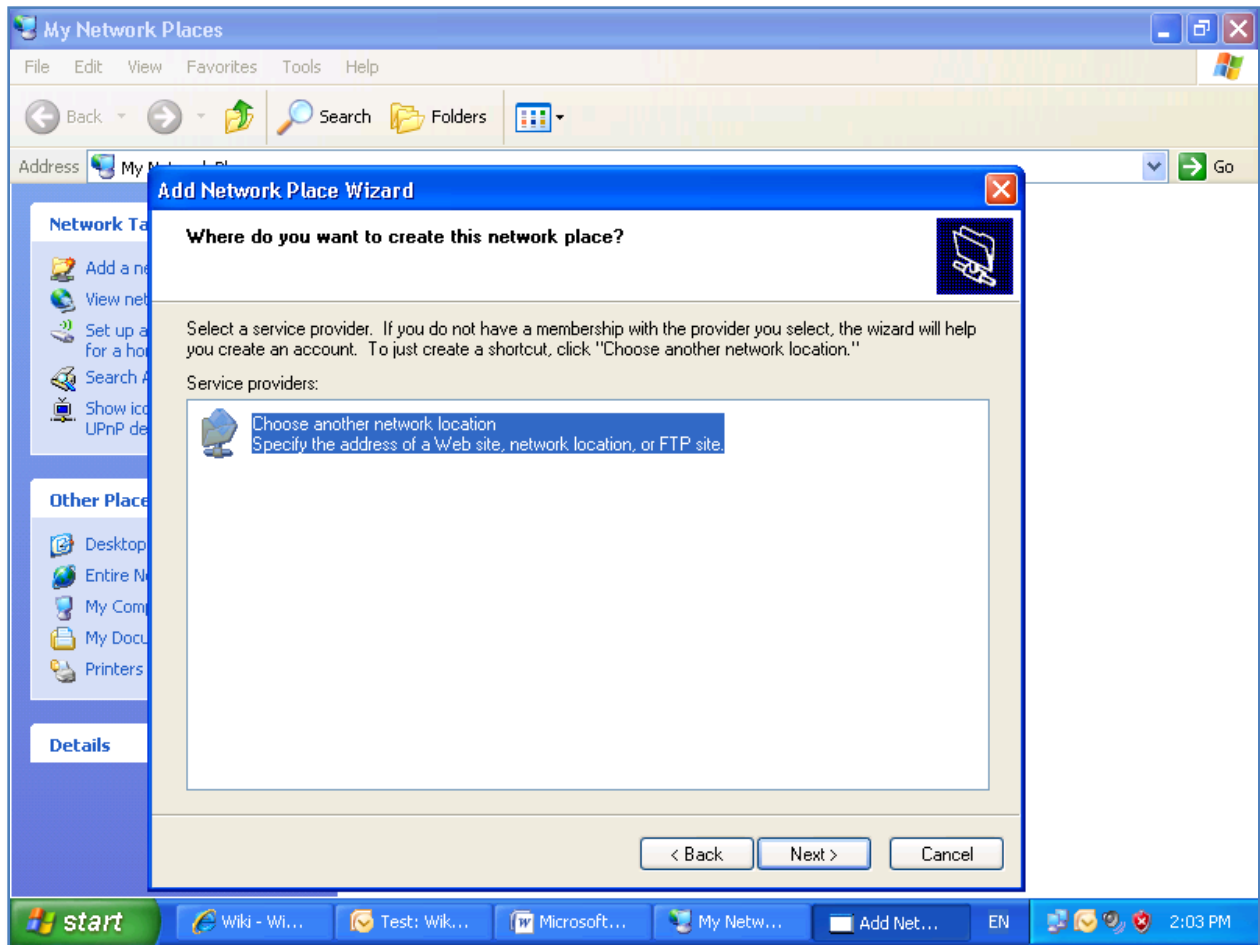 My Network Places
File Edit View Favorites Tools Help
Back Search Folders
Address My Go
Add Network Place Wizard
Where do you want to create this network place?
Select a service provider. If you do not have a membership with the provider you select, the wizard will help
you create an account. To just create a shortcut, click "Choose another network location."
Service providers:
Choose another network location
Specify the address of a Web site, network location, or FTP site.
< Back Next > Cancel
Network Ta
Add a ne
View net
Set up a
for a ho
Search A
Show ico
UPnP de
Other Place
Desktop
Entire Ne
My Comp
My Docu
Printers
Details
start Wiki - Wi... Test: Wik... Microsoft... My Netw... Add Net... EN 2:03 PM